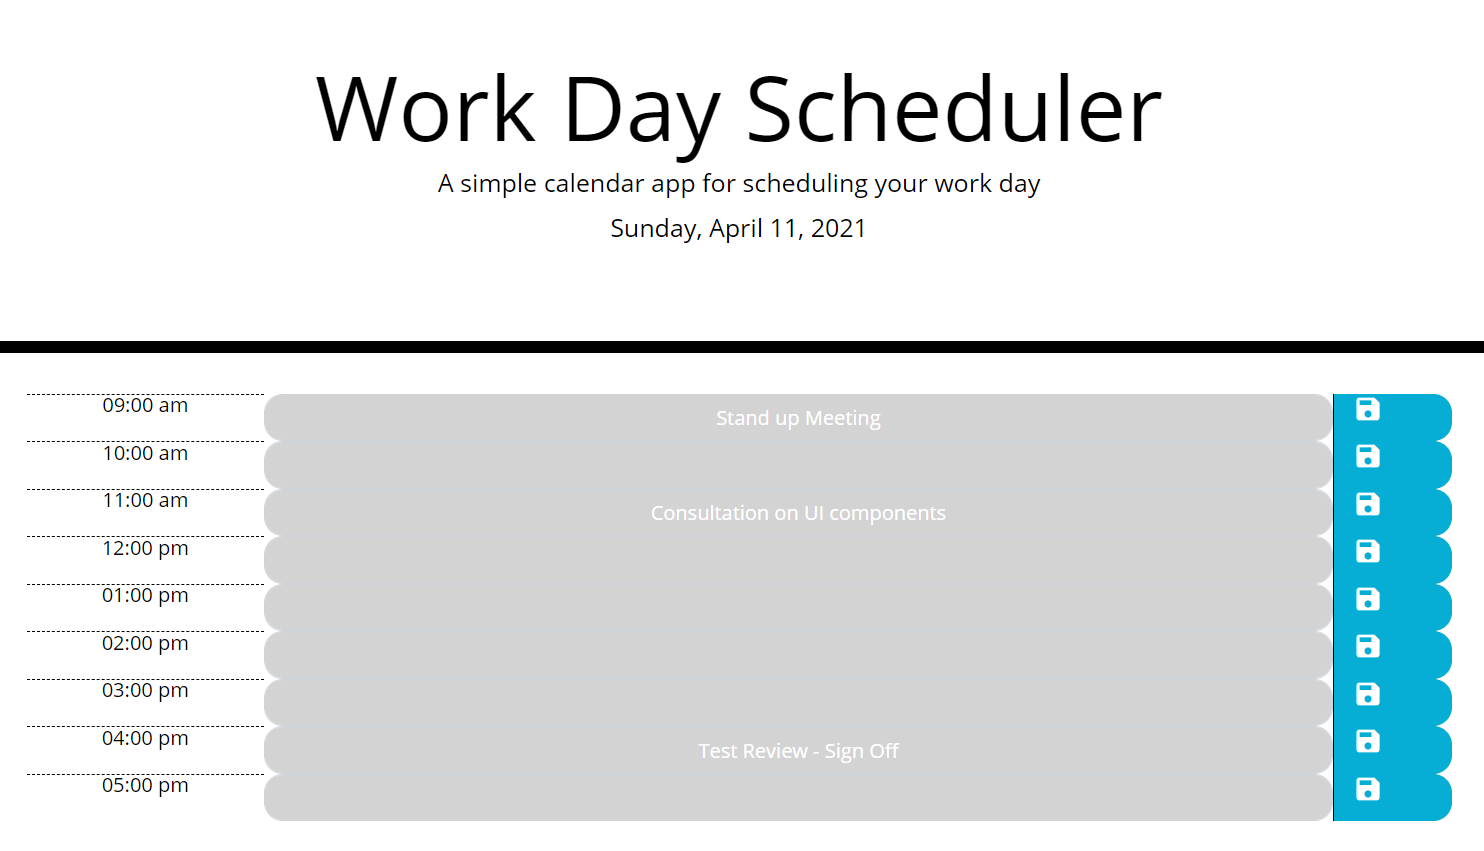 Work Day Scheduler
A simple calendar app for scheduling your work day
Sunday, April 11, 2021
09:00 am Stand up Meeting
10:00 am
11:00 am Consultation on UI components
12:00 pm
01:00 pm
02:00 pm
03:00 pm
04:00 pm Test Review - Sign Off
05:00 pm